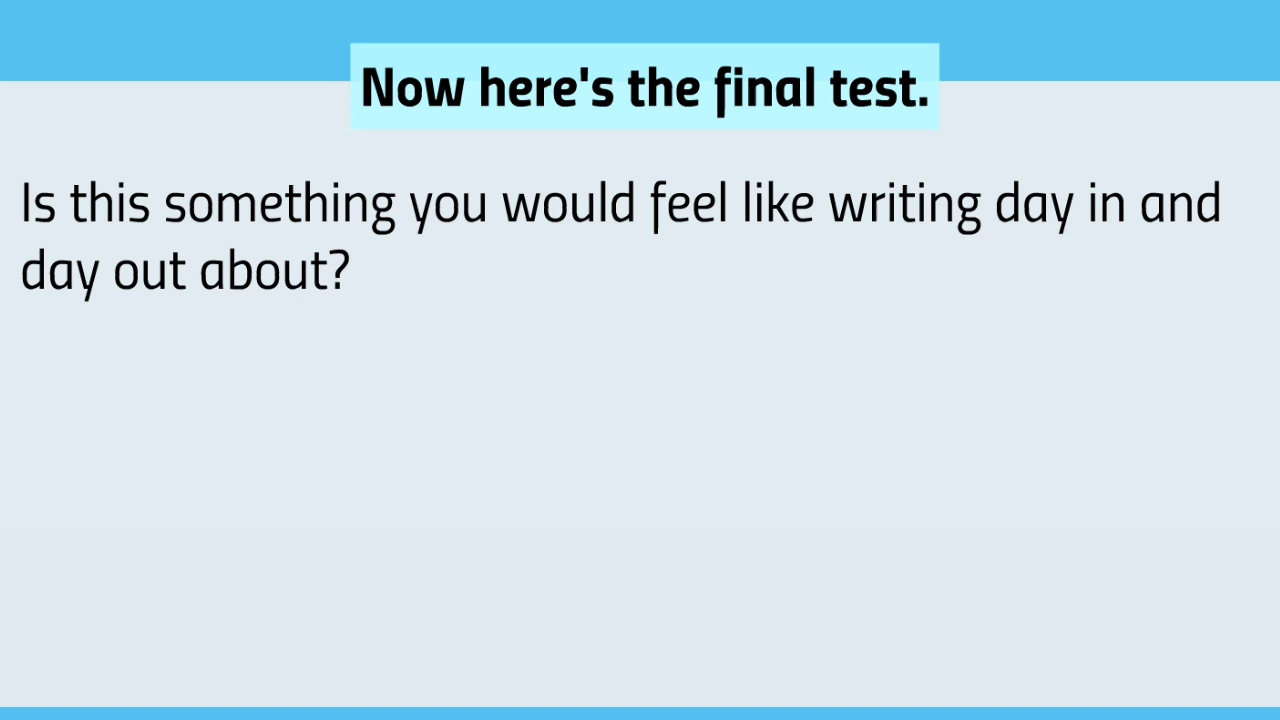 Now here's the final test.
Is this something you would feel like writing day in and
day out about?